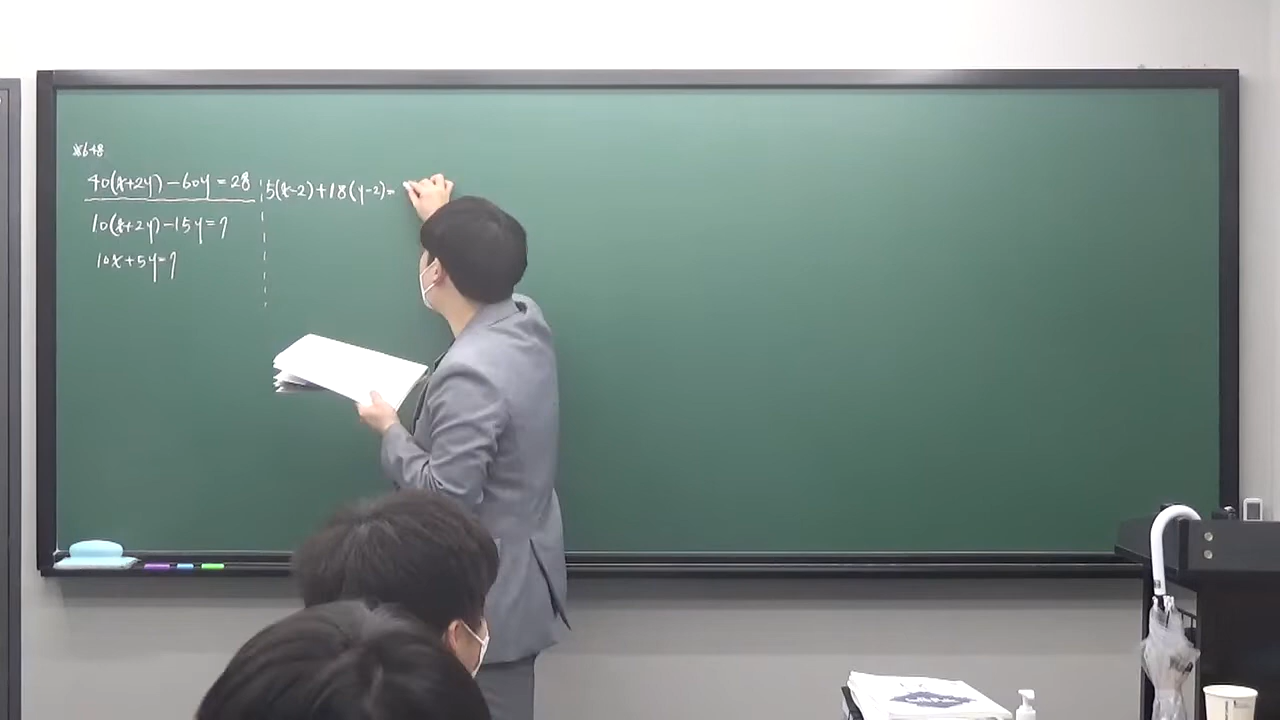 ※6+8
40(x+2y)-60y=28
10(x+2y)-15y=7
10x+5y=7
5(x-2)+18(y-2)=